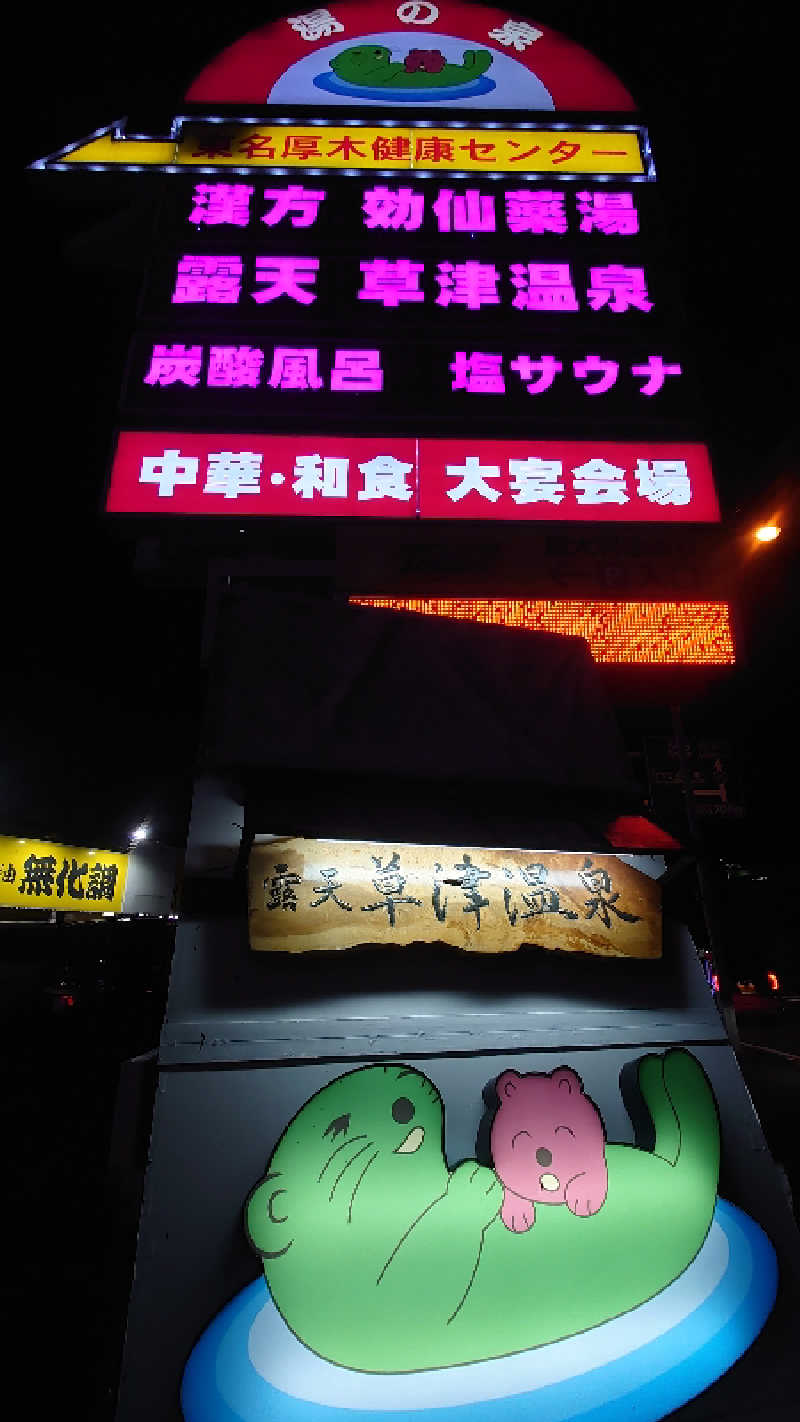 湯の泉
東名厚木健康センター
漢方 効仙薬湯
露天 草津温泉
炭酸風呂 塩サウナ
中華・和食 大宴会場
無化調
露天草津温泉